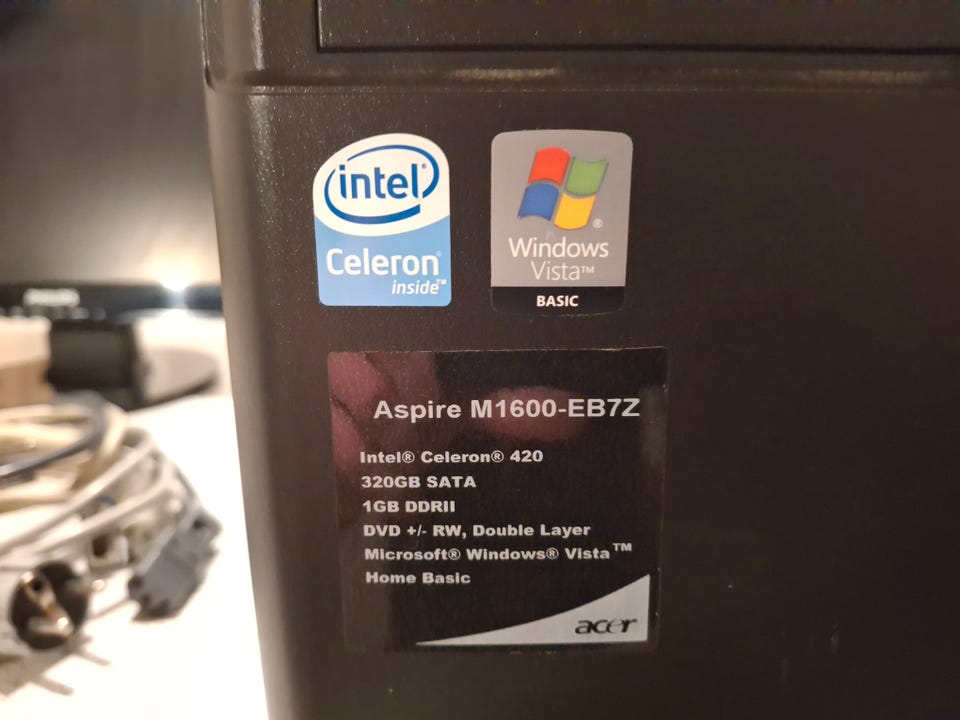 intel®
Celeron®
inside™
Windows
Vista™
BASIC
Aspire M1600-EB7Z
Intel® Celeron® 420
320GB SATA
1GB DDRII
DVD +/- RW, Double Layer
Microsoft® Windows® Vista™
Home Basic
acer